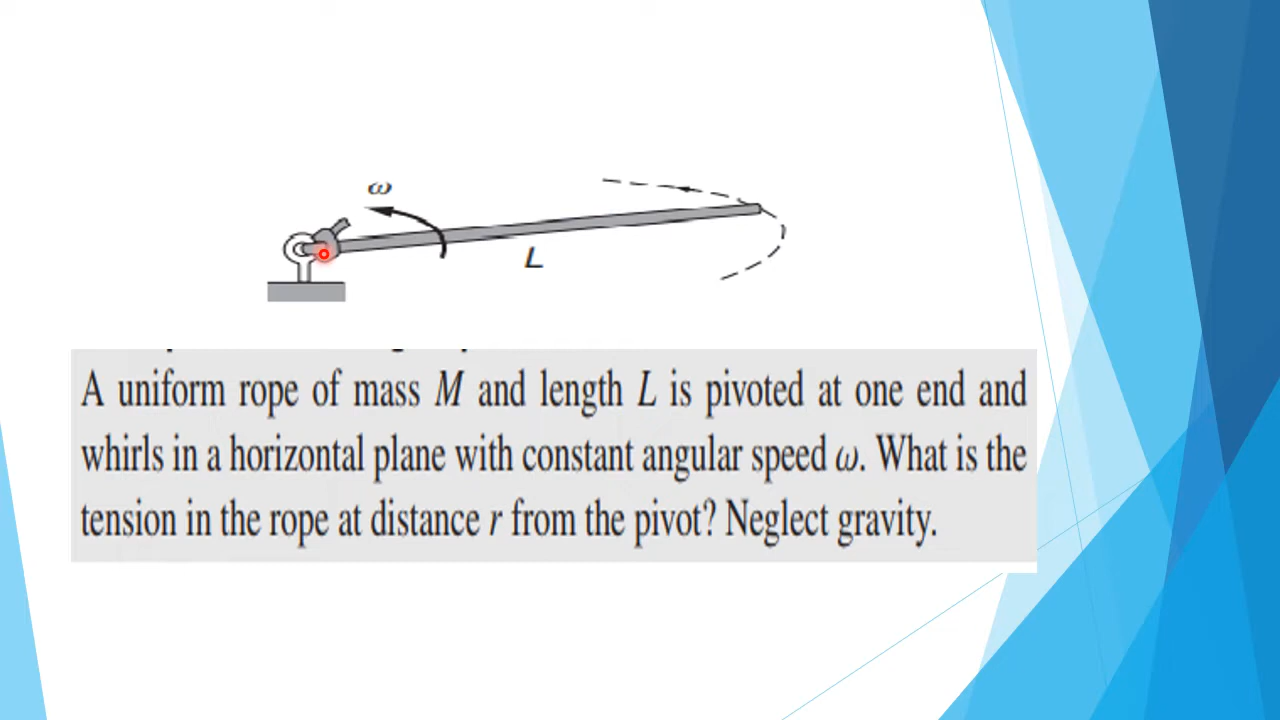 ω
L
A uniform rope of mass M and length L is pivoted at one end and
whirls in a horizontal plane with constant angular speed ω. What is the
tension in the rope at distance r from the pivot? Neglect gravity.